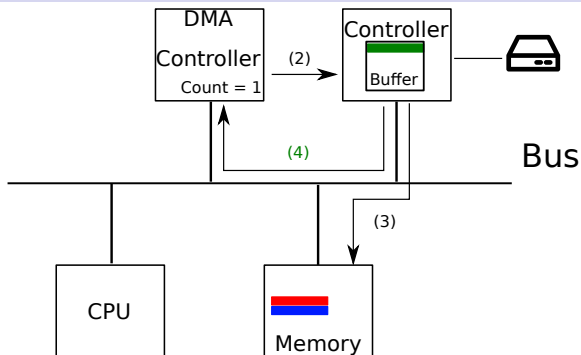 DMA
Controller
Count = 1
(2)
Controller
Buffer
(4)
Bus
(3)
CPU
Memory